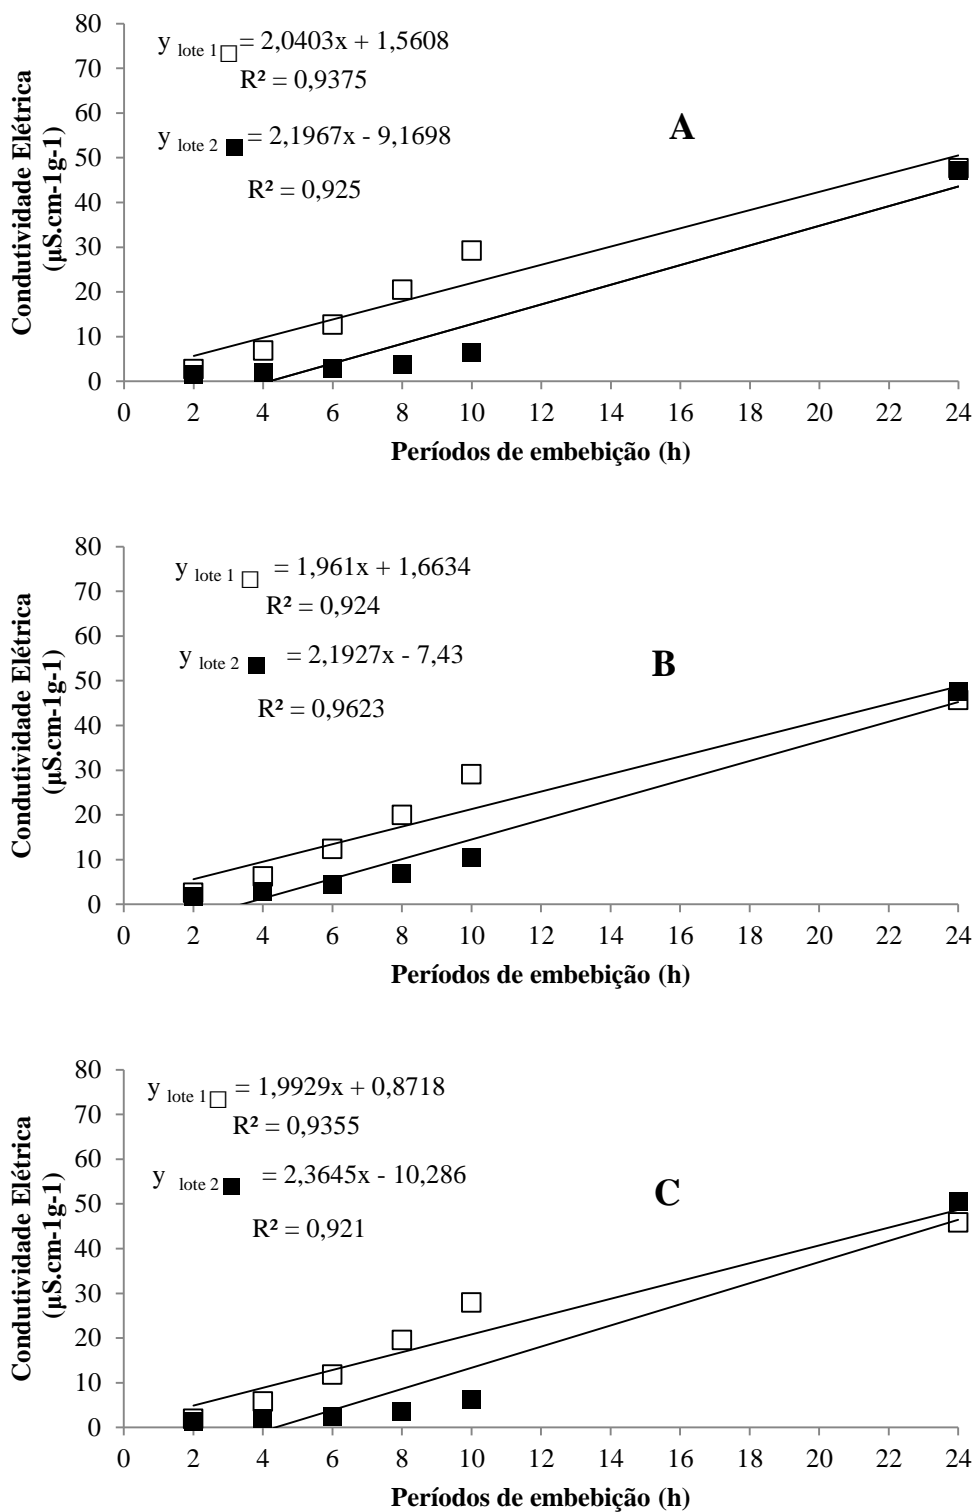 80
70
60
50
40
30
20
10
0
Condutividade Elétrica
(µS.cm-1g-1)
y lote 1 = 2,0403x + 1,5608
R² = 0,9375
y lote 2 = 2,1967x - 9,1698
R² = 0,925
A
0 2 4 6 8 10 12 14 16 18 20 22 24
Períodos de embebição (h)
80
70
60
50
40
30
20
10
0
Condutividade Elétrica
(µS.cm-1g-1)
y lote 1 = 1,961x + 1,6634
R² = 0,924
y lote 2 = 2,1927x - 7,43
R² = 0,9623
B
0 2 4 6 8 10 12 14 16 18 20 22 24
Períodos de embebição (h)
80
70
60
50
40
30
20
10
0
Condutividade Elétrica
(µS.cm-1g-1)
y lote 1 = 1,9929x + 0,8718
R² = 0,9355
y lote 2 = 2,3645x - 10,286
R² = 0,921
C
0 2 4 6 8 10 12 14 16 18 20 22 24
Períodos de embebição (h)